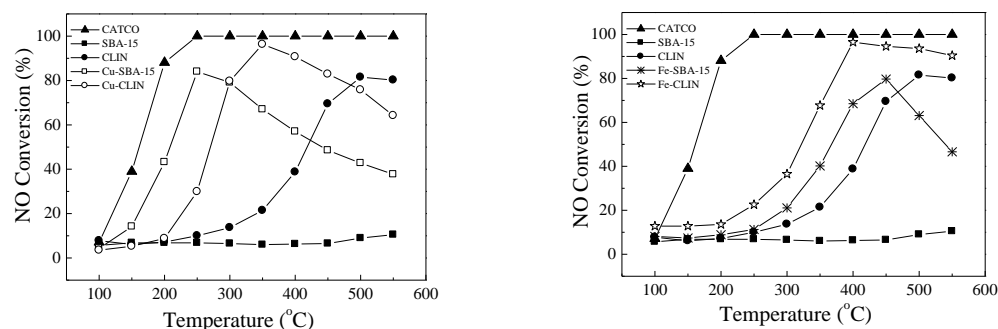 CATCO
SBA-15
CLIN
Cu-SBA-15
Cu-CLIN
NO Conversion (%)
100
80
60
40
20
0
100 200 300 400 500 600
Temperature (°C)
CATCO
SBA-15
CLIN
Fe-SBA-15
Fe-CLIN
NO Conversion (%)
100
80
60
40
20
0
100 200 300 400 500 600
Temperature (°C)